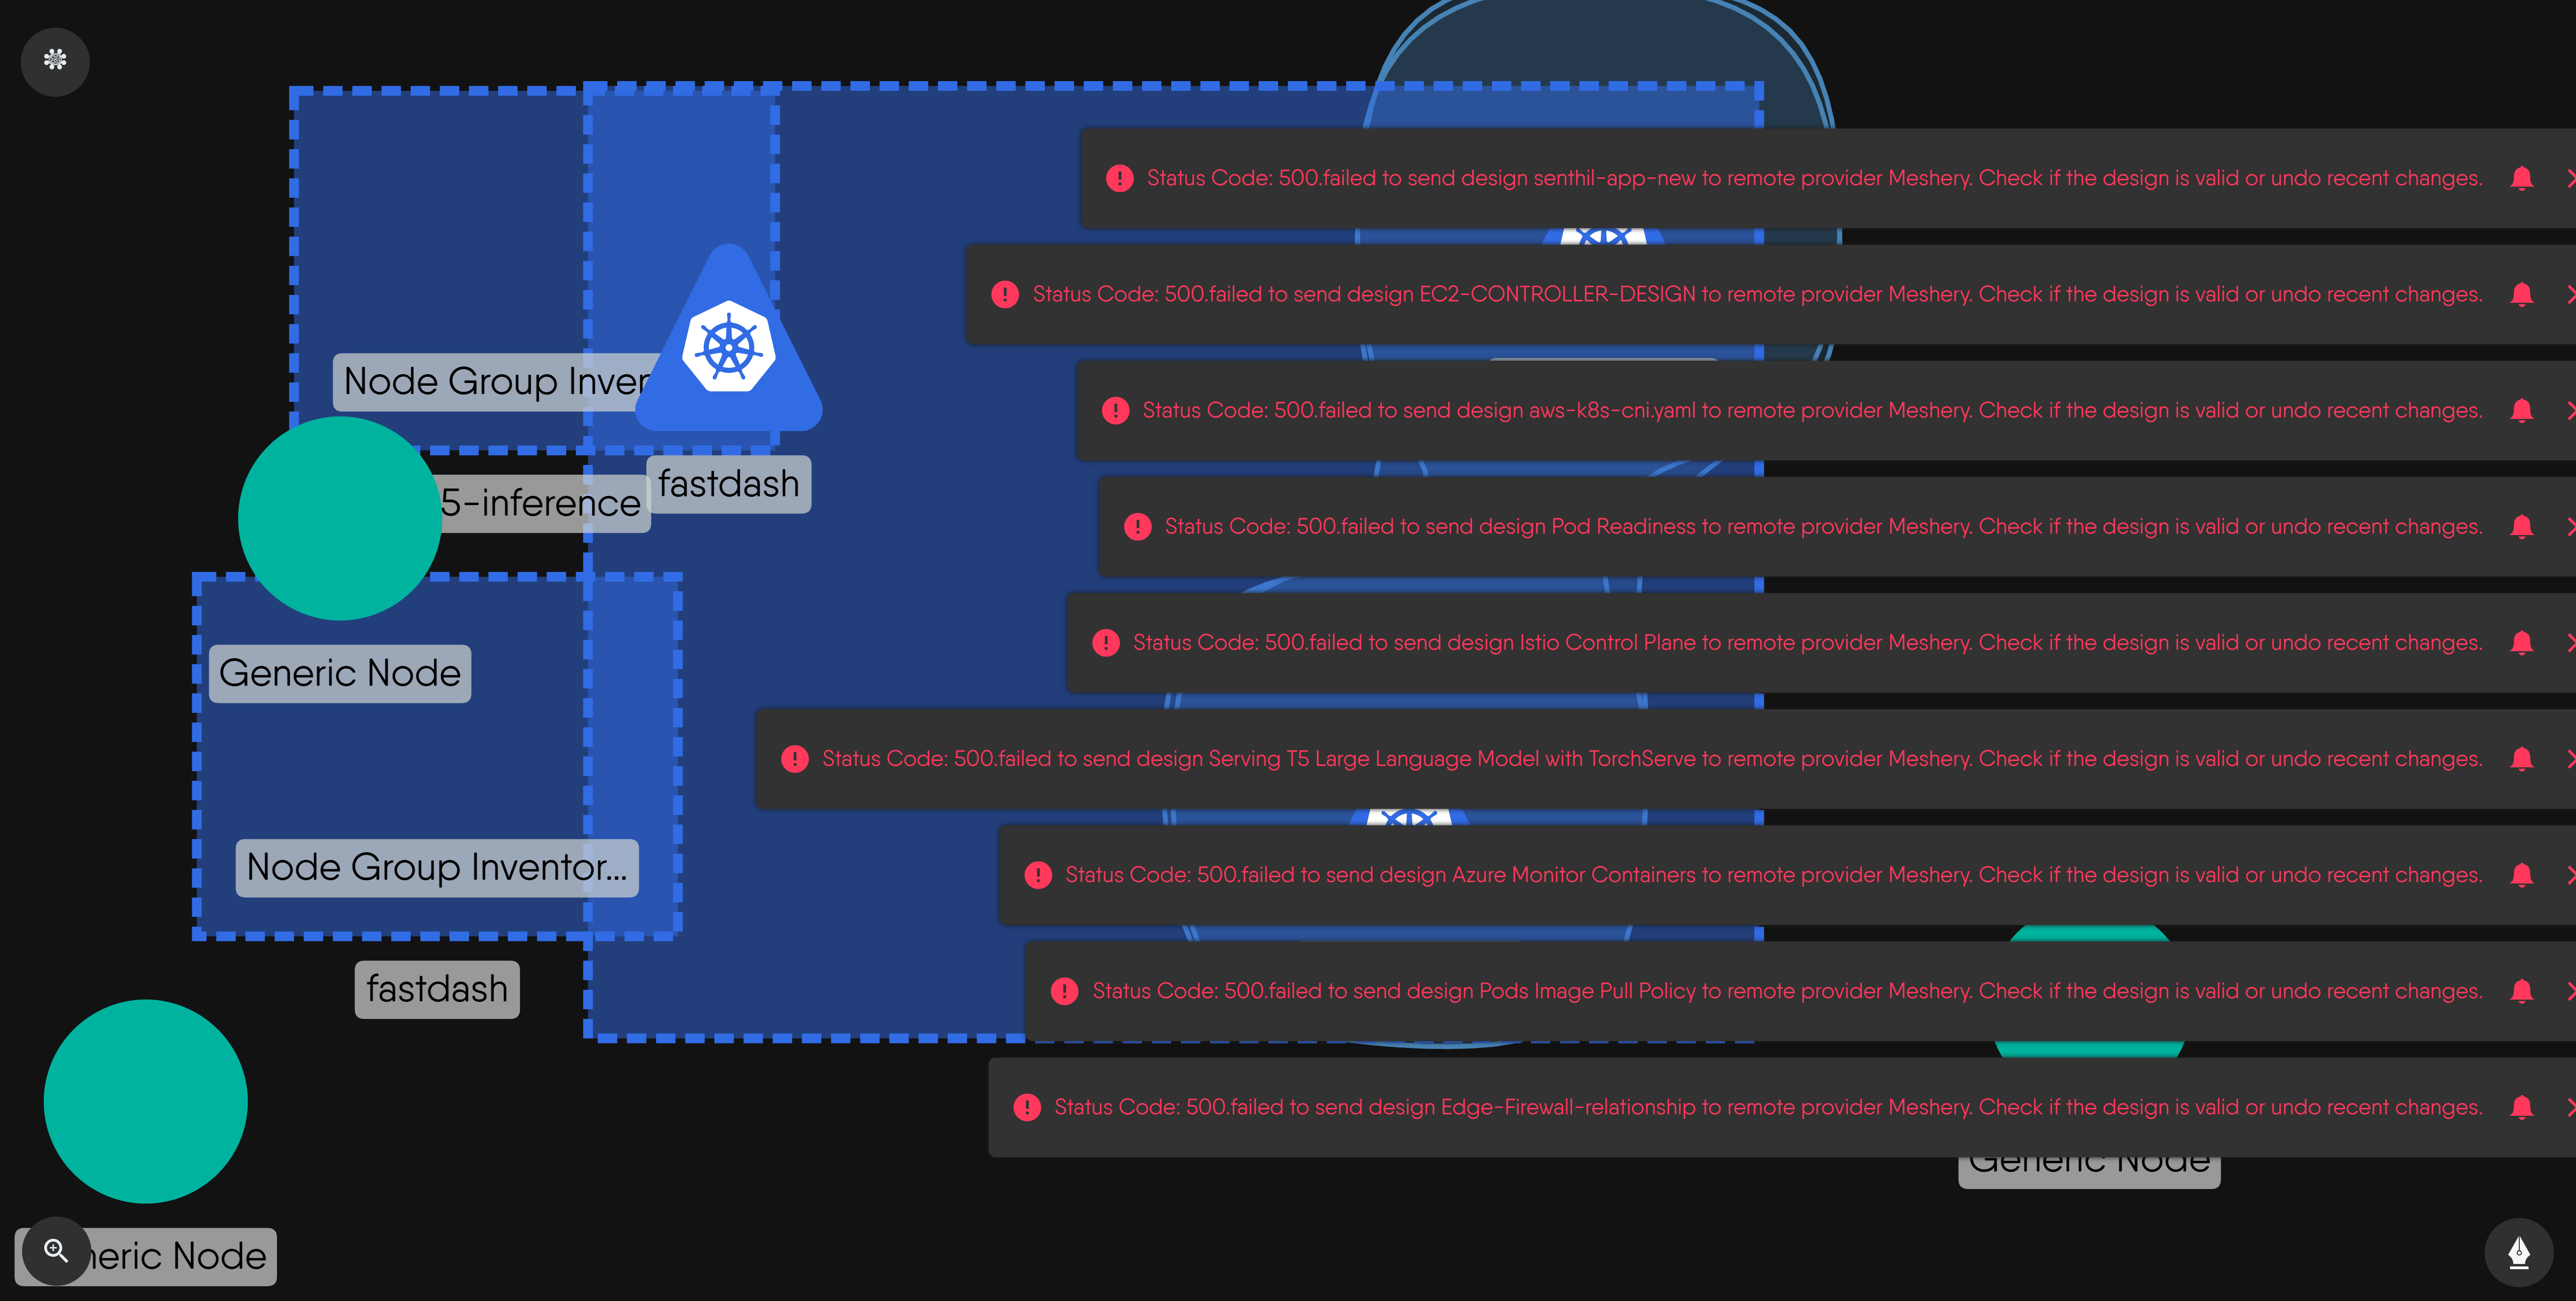 Status Code: 500.failed to send design senthil-app-new to remote provider Meshery. Check if the design is valid or undo recent changes.
Status Code: 500.failed to send design EC2-CONTROLLER-DESIGN to remote provider Meshery. Check if the design is valid or undo recent changes.
Node Group Inven
Status Code: 500.failed to send design aws-k8s-cni.yaml to remote provider Meshery. Check if the design is valid or undo recent changes.
fastdash
5-inference
Status Code: 500.failed to send design Pod Readiness to remote provider Meshery. Check if the design is valid or undo recent changes.
Status Code: 500.failed to send design Istio Control Plane to remote provider Meshery. Check if the design is valid or undo recent changes.
Generic Node
Status Code: 500.failed to send design Serving T5 Large Language Model with TorchServe to remote provider Meshery. Check if the design is valid or undo recent changes.
Node Group Inventor...
Status Code: 500.failed to send design Azure Monitor Containers to remote provider Meshery. Check if the design is valid or undo recent changes.
fastdash
Status Code: 500.failed to send design Pods Image Pull Policy to remote provider Meshery. Check if the design is valid or undo recent changes.
Status Code: 500.failed to send design Edge-Firewall-relationship to remote provider Meshery. Check if the design is valid or undo recent changes.
Generic Node
neric Node